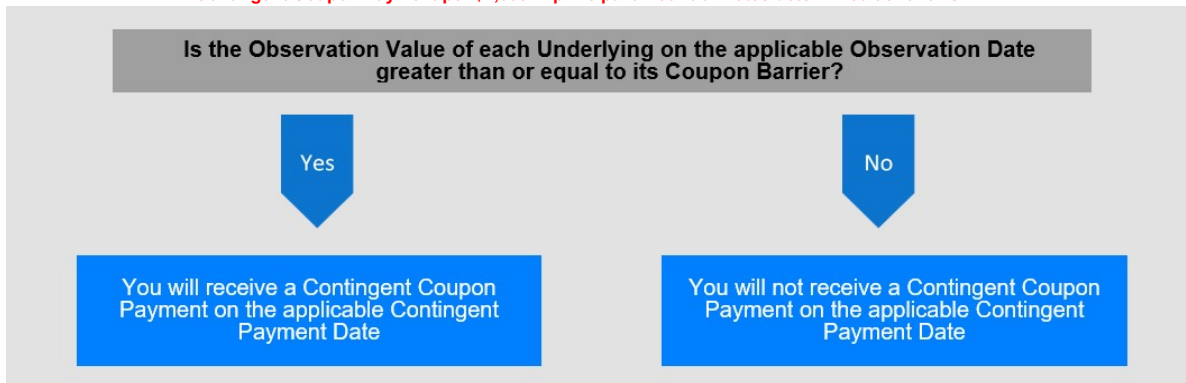 Is the Observation Value of each Underlying on the applicable Observation Date
greater than or equal to its Coupon Barrier?
Yes
No
You will receive a Contingent Coupon
Payment on the applicable Contingent
Payment Date
You will not receive a Contingent Coupon
Payment on the applicable Contingent
Payment Date